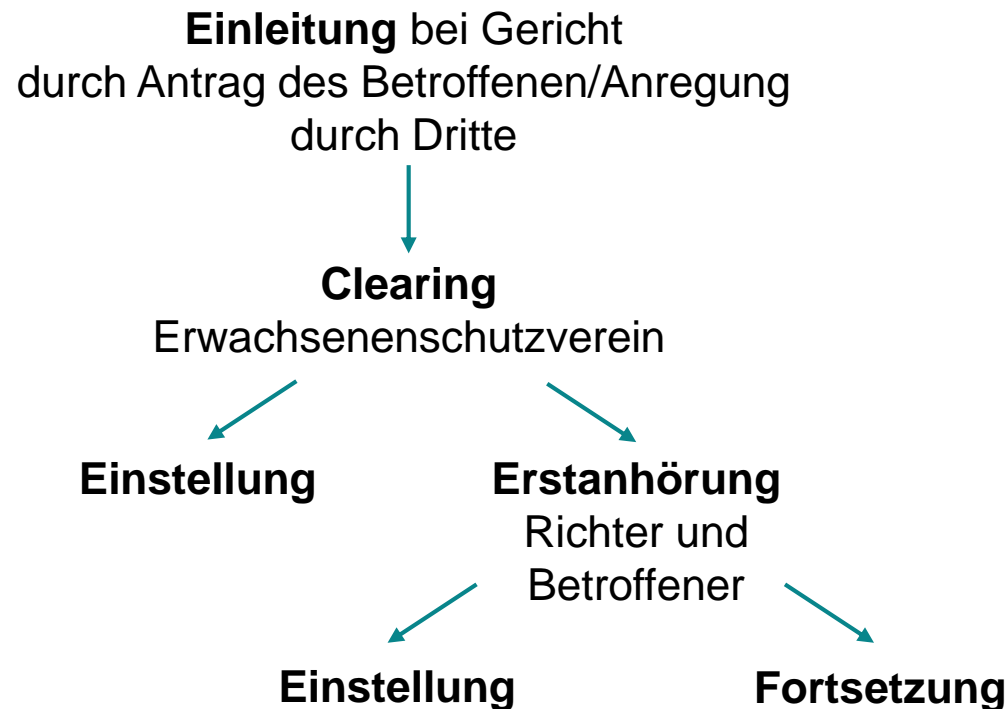 Einleitung bei Gericht
durch Antrag des Betroffenen/Anregung
durch Dritte
Clearing
Erwachsenenschutzverein
Einstellung
Erstanhörung
Richter und
Betroffener
Einstellung
Fortsetzung